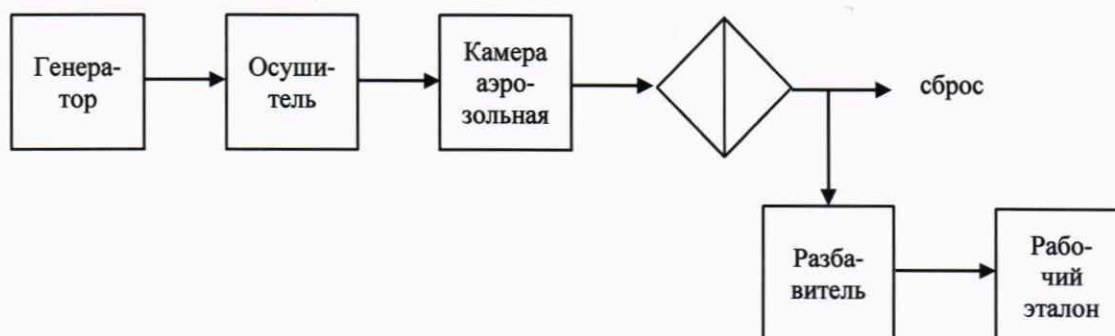 Генера-
тор
Осуши-
тель
Камера
аэро-
зольная
сброс
Разба-
витель
Рабо-
чий
эталон